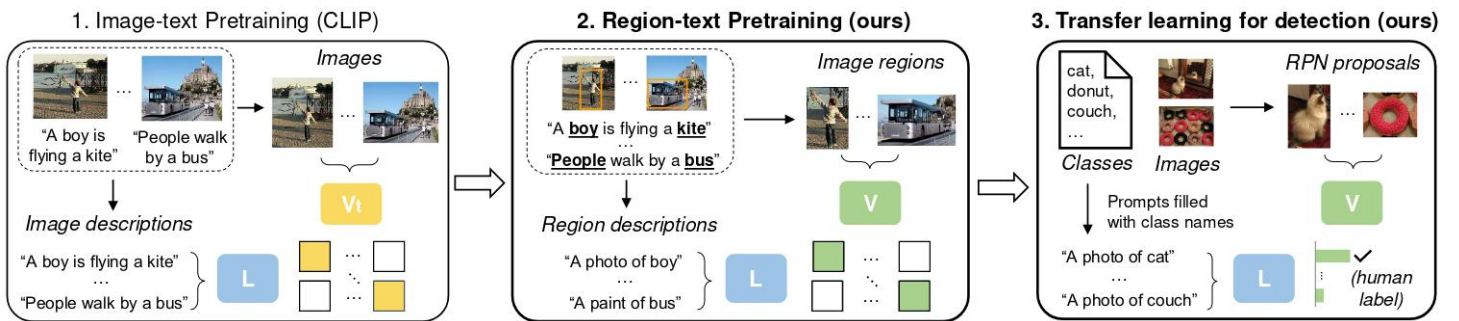 1. Image-text Pretraining (CLIP)
Images
...
“A boy is
flying a kite”
“People walk
by a bus”
...
Vt
Image descriptions
“A boy is flying a kite”
...
“People walk by a bus”
L
...
...
2. Region-text Pretraining (ours)
Image regions
...
“A boy is flying a kite”
...
“People walk by a bus”
...
V
Region descriptions
“A photo of boy”
...
“A paint of bus”
L
...
...
3. Transfer learning for detection (ours)
cat,
donut,
couch,
...
Classes
Images
RPN proposals
...
Prompts filled
with class names
V
“A photo of cat”
...
“A photo of couch”
L
(human
label)